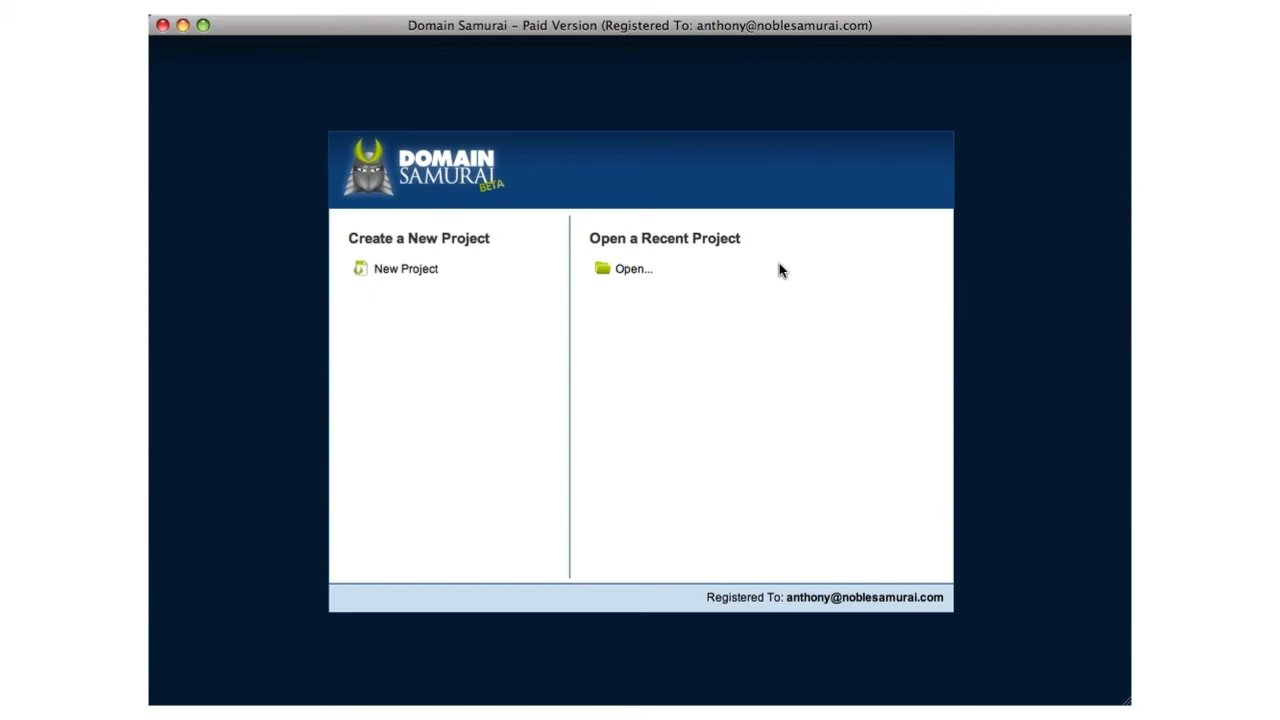 Domain Samurai – Paid Version (Registered To: anthony@noblesamurai.com)
DOMAIN
SAMURAI
BETA
Create a New Project
New Project
Open a Recent Project
Open...
Registered To: anthony@noblesamurai.com